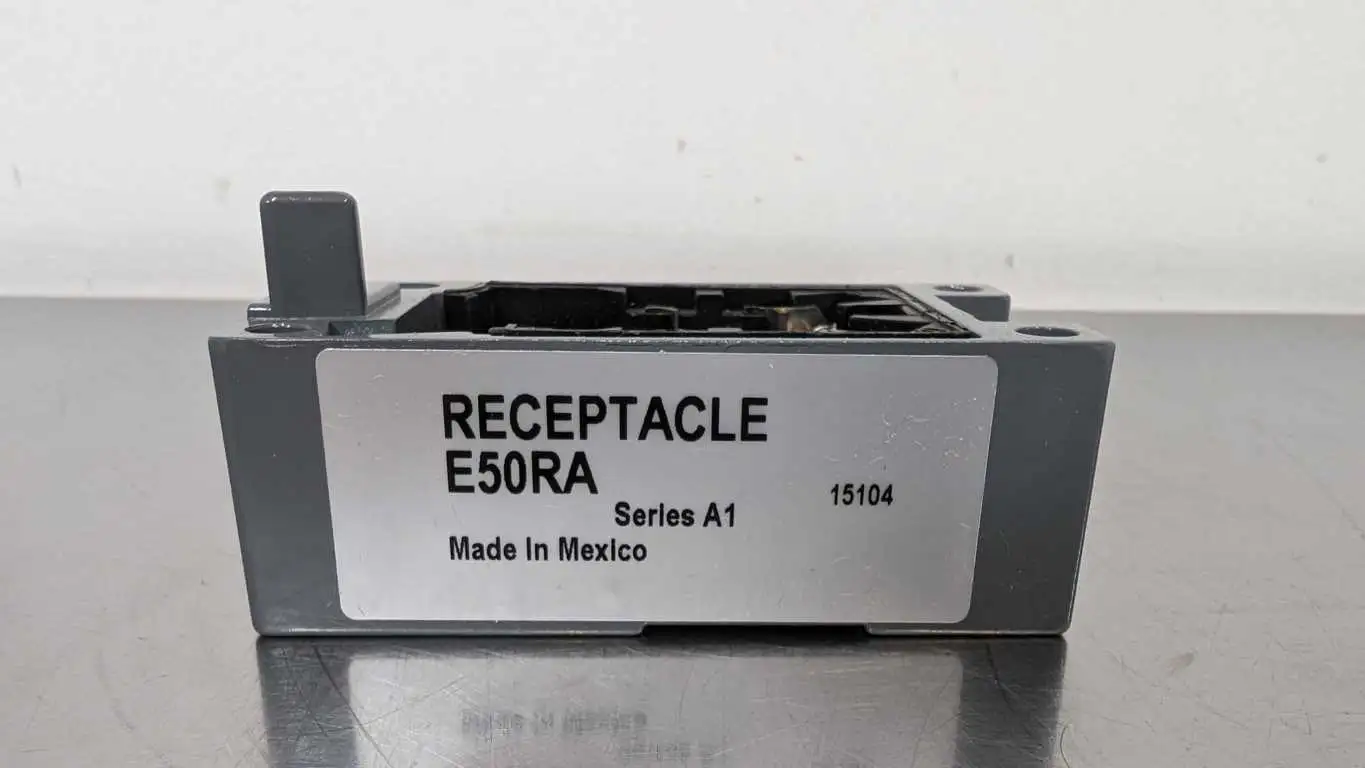 RECEPTACLE
E50RA
15104
Series A1
Made In Mexico